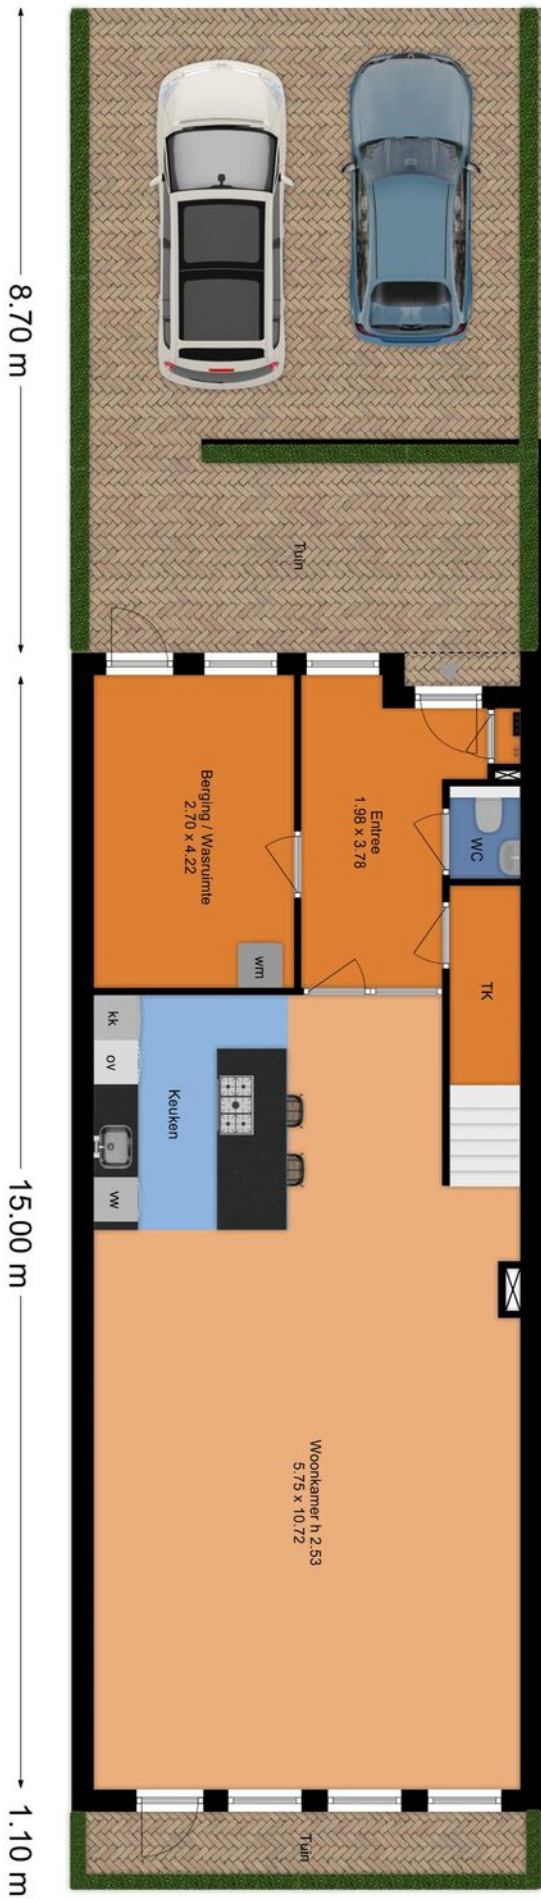 8.70 m
Tuin
Berging / Wasruimte
2.70 x 4.22
Entree
1.98 x 3.78
WC
wm
TK
kk
ov
Keuken
vw
15.00 m
Woonkamer h 2.53
5.75 x 10.72
Tuin
1.10 m